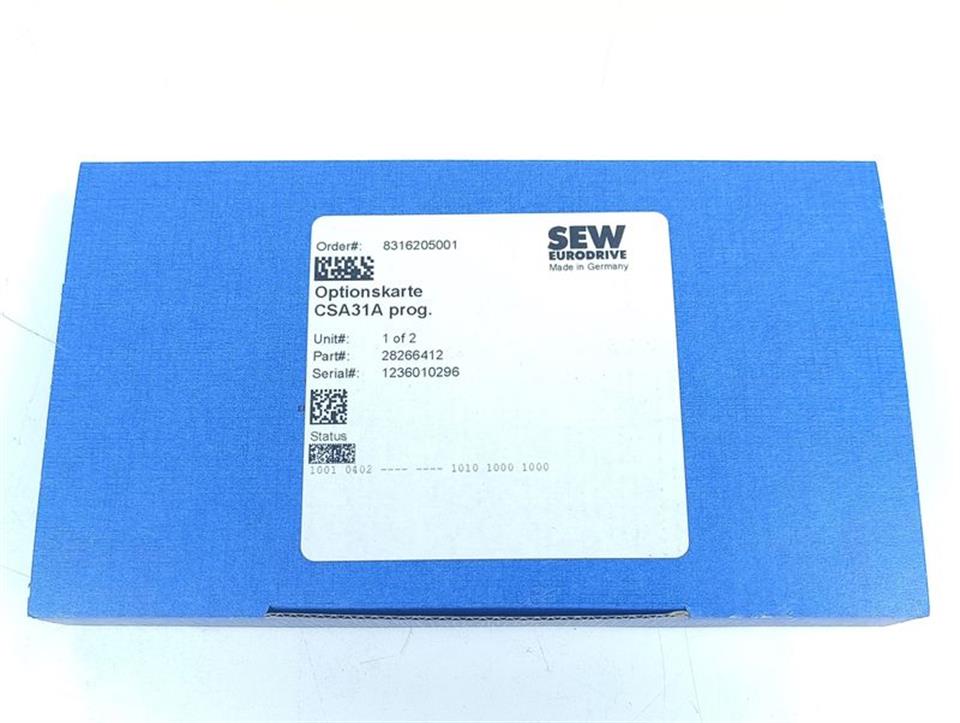 Order#: 8316205001
SEW
EURODRIVE
Made in Germany
Optionskarte
CSA31A prog.
Unit#: 1 of 2
Part#: 28266412
Serial#: 1236010296
Status
1001 0402 ---- ---- 1010 1000 1000